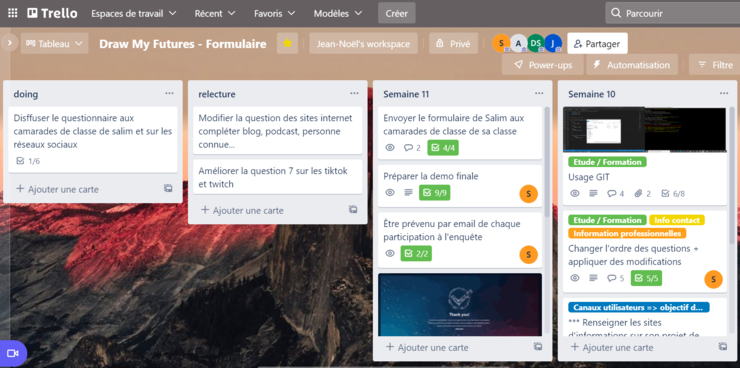 Trello
Espaces de travail
Récent
Favoris
Modèles
Créer
Parcourir
Tableau
Draw My Futures - Formulaire
Jean-Noël's workspace
Privé
S
A
DS
J
Partager
Power-ups
Automatisation
Filtre
doing
Disffuser le questionnaire aux
camarades de classe de salim et sur les
réseaux sociaux
1/6
Ajouter une carte
relecture
Modifier la question des sites internet
compléter blog, podcast, personne
connue...
Améliorer la question 7 sur les tiktok
et twitch
Ajouter une carte
Semaine 11
Envoyer le formulaire de Salim aux
camarades de classe de sa classe
2
4/4
Préparer la demo finale
9/9
S
Être prévenu par email de chaque
participation à l'enquête
2/2
S
Thank you!
Ajouter une carte
Semaine 10
Etude / Formation
Usage GIT
4
2
6/8
Etude / Formation
Info contact
Information professionelles
Changer l'ordre des questions +
appliquer des modifications
5
5/5
S
Canaux utilisateurs => objectif d...
*** Renseigner les sites
d'informations sur son projet de
Ajouter une carte